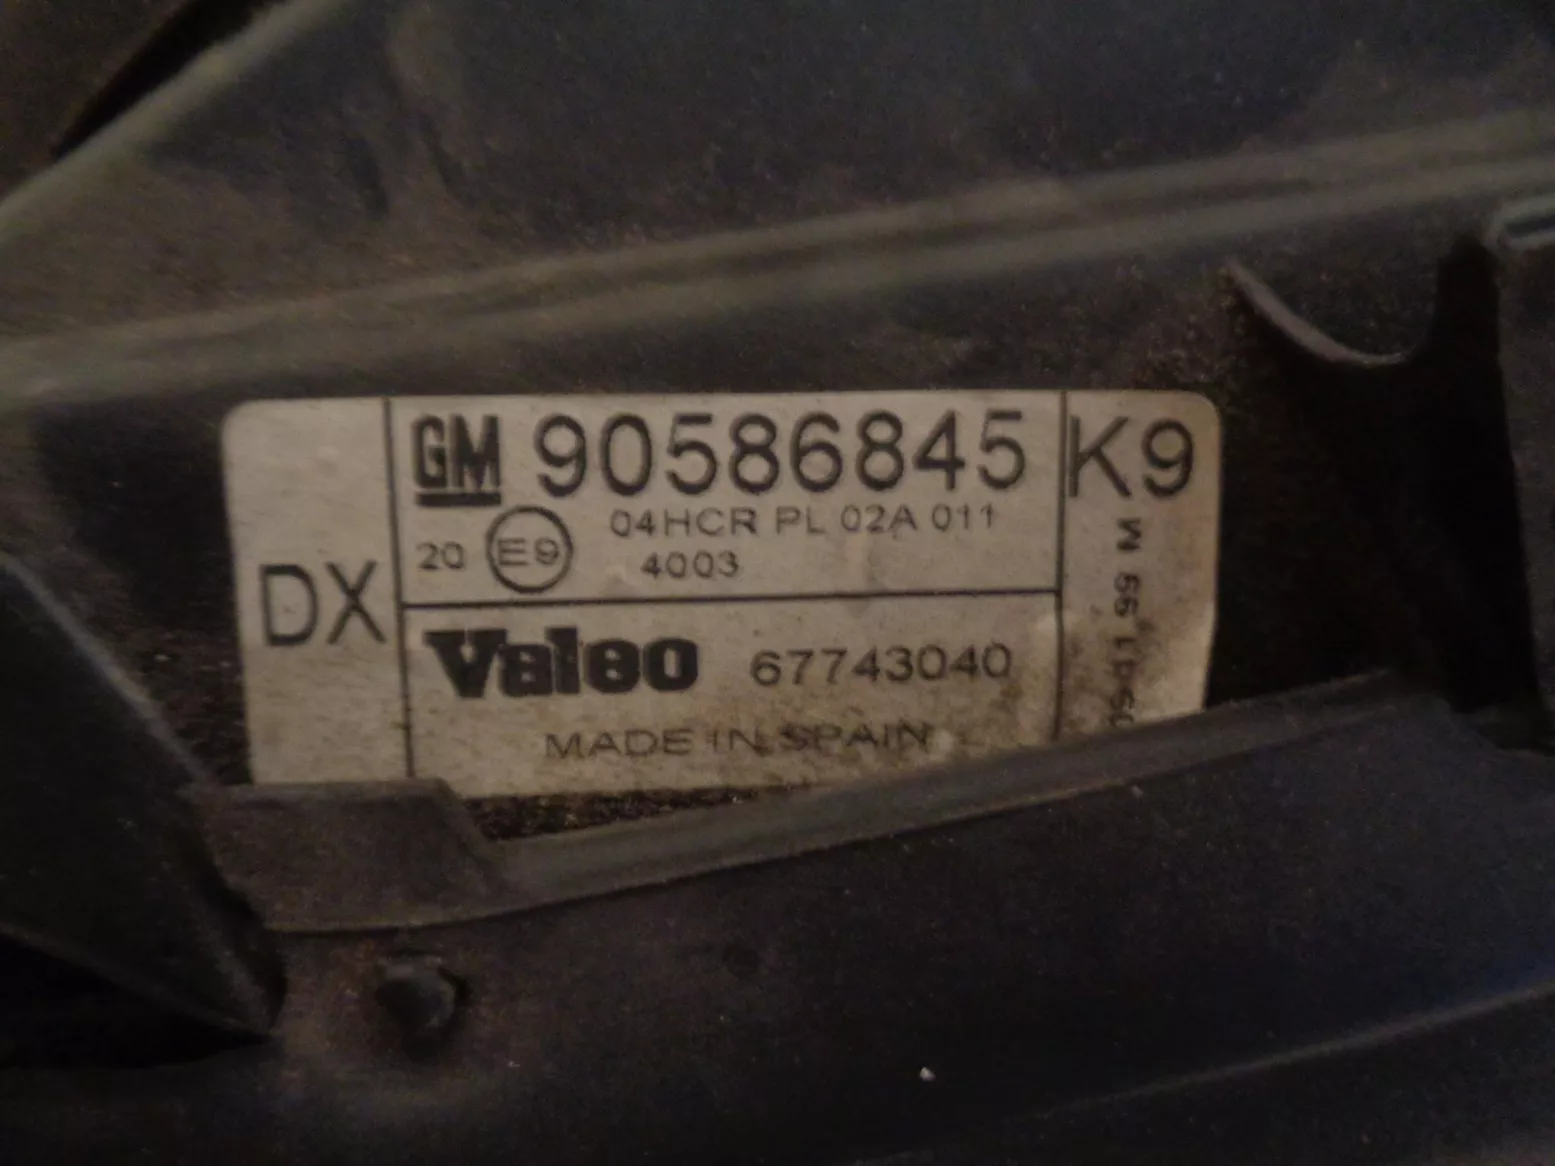 DX
GM 90586845 K9
04HCR PL 02A 011
20 E9 4003
Valeo 67743040
MADE IN SPAIN